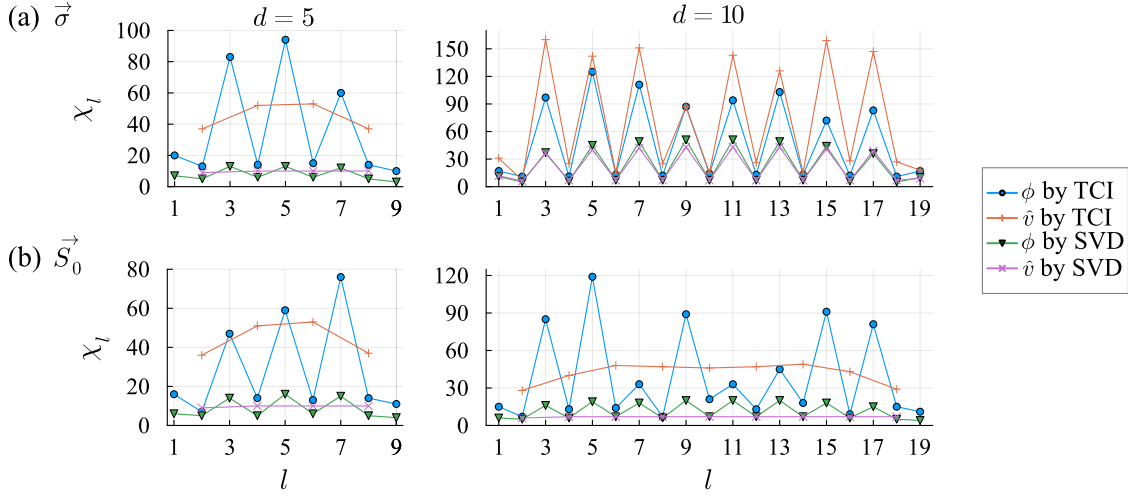 (a) σ⃗
d = 5
d = 10
χ_l
100
80
60
40
20
0
1 3 5 7 9
150
120
90
60
30
0
1 3 5 7 9 11 13 15 17 19
ϕ by TCI
v̂ by TCI
ϕ by SVD
v̂ by SVD
(b) S⃗_0
χ_l
80
60
40
20
0
1 3 5 7 9
l
120
90
60
30
0
1 3 5 7 9 11 13 15 17 19
l